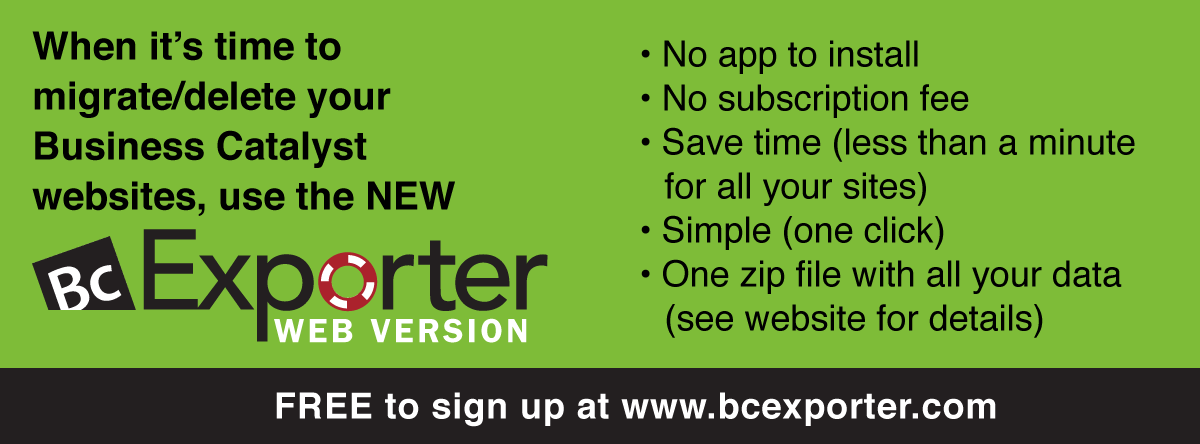 When it’s time to
migrate/delete your
Business Catalyst
websites, use the NEW
Bc Exporter
WEB VERSION
• No app to install
• No subscription fee
• Save time (less than a minute
for all your sites)
• Simple (one click)
• One zip file with all your data
(see website for details)
FREE to sign up at www.bcexporter.com